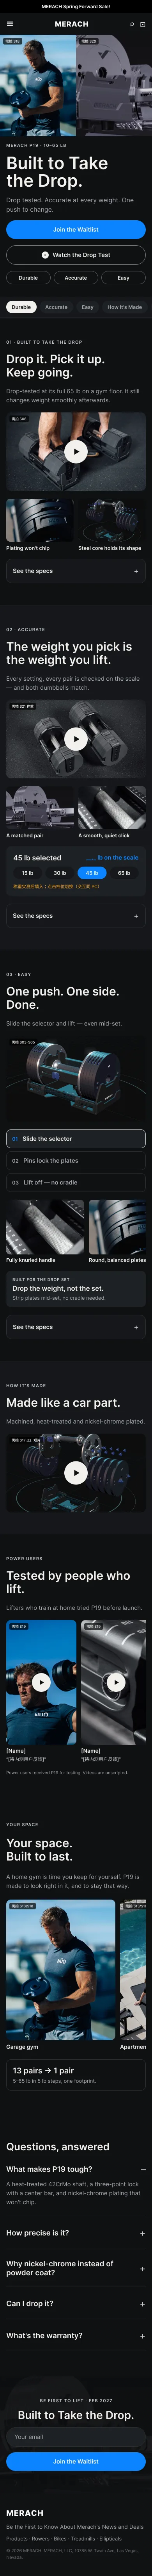 MERACH Spring Forward Sale!
MERACH
MERACH P19 · 10–65 LB
Built to Take
the Drop.
Drop tested. Accurate at every weight. One
push to change.
Join the Waitlist
Watch the Drop Test
Durable
Accurate
Easy
Durable
Accurate
Easy
How It's Made
01 · BUILT TO TAKE THE DROP
Drop it. Pick it up.
Keep going.
Drop-tested at its full 65 lb on a gym floor. It still
changes weight smoothly afterwards.
Plating won't chip
Steel core holds its shape
See the specs
02 · ACCURATE
The weight you pick is
the weight you lift.
Every setting, every pair is checked on the scale
— and both dumbbells match.
A matched pair
A smooth, quiet click
45 lb selected
__.__ lb on the scale
15 lb
30 lb
45 lb
65 lb
See the specs
03 · EASY
One push. One side.
Done.
Slide the selector and lift — even mid-set.
01 Slide the selector
02 Pins lock the plates
03 Lift off — no cradle
Fully knurled handle
Round, balanced plates
BUILT FOR THE DROP SET
Drop the weight, not the set.
Strip plates mid-set, no cradle needed.
See the specs
HOW IT'S MADE
Made like a car part.
Machined, heat-treated and nickel-chrome plated.
POWER USERS
Tested by people who
lift.
Lifters who train at home tried P19 before launch.
[Name]
[Name]
Power users received P19 for testing. Videos are unscripted.
YOUR SPACE
Your space.
Built to last.
A home gym is time you keep for yourself. P19 is
made to look right in it, and to stay that way.
Garage gym
Apartmen
13 pairs → 1 pair
5–65 lb in 5 lb steps, one footprint.
Questions, answered
What makes P19 tough?
A heat-treated 42CrMo shaft, a three-point lock
with a center bar, and nickel-chrome plating that
won't chip.
How precise is it?
Why nickel-chrome instead of
powder coat?
Can I drop it?
What's the warranty?
BE FIRST TO LIFT · FEB 2027
Built to Take the Drop.
Your email
Join the Waitlist
MERACH
Be the First to Know About Merach's News and Deals
Products · Rowers · Bikes · Treadmills · Ellipticals